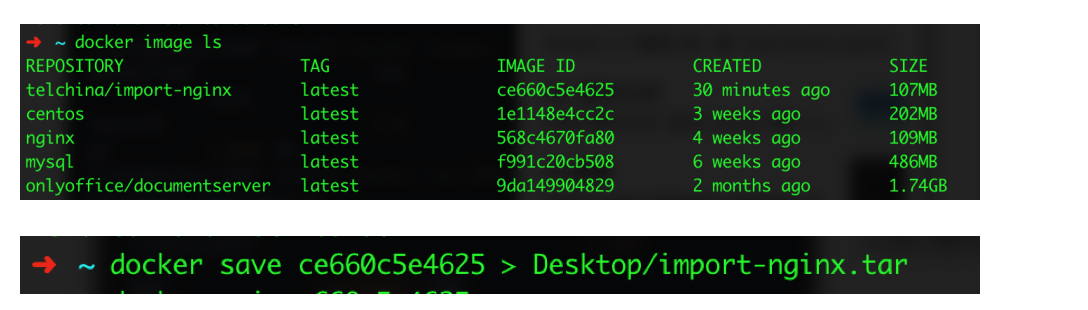 ➜ ~ docker image ls
REPOSITORY TAG IMAGE ID CREATED SIZE
telchina/import-nginx latest ce660c5e4625 30 minutes ago 107MB
centos latest 1e1148e4cc2c 3 weeks ago 202MB
nginx latest 568c4670fa80 4 weeks ago 109MB
mysql latest f991c20cb508 6 weeks ago 486MB
onlyoffice/documentserver latest 9da149904829 2 months ago 1.74GB
➜ ~ docker save ce660c5e4625 > Desktop/import-nginx.tar